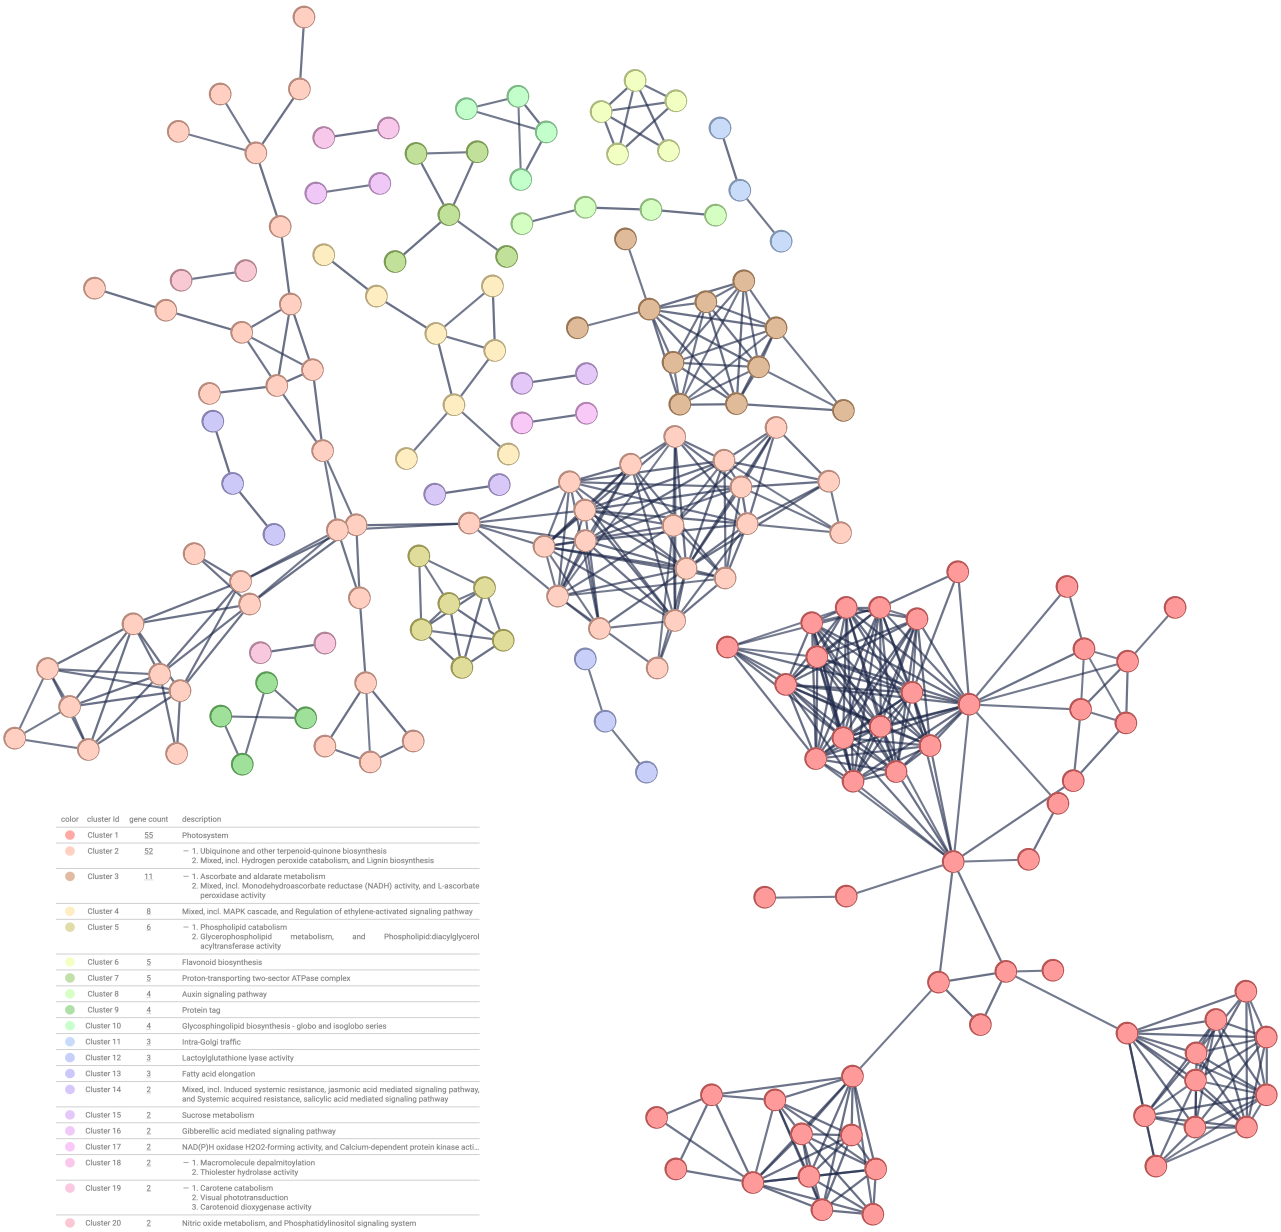 color cluster Id gene count description
Cluster 1 55 Photosystem
Cluster 2 52 – 1. Ubiquinone and other terpenoid-quinone biosynthesis
2. Mixed, incl. Hydrogen peroxide catabolism, and Lignin biosynthesis
Cluster 3 11 – 1. Ascorbate and aldarate metabolism
2. Mixed, incl. Monodehydroascorbate reductase (NADH) activity, and L-ascorbate
peroxidase activity
Cluster 4 8 Mixed, incl. MAPK cascade, and Regulation of ethylene-activated signaling pathway
Cluster 5 6 – 1. Phospholipid catabolism
2. Glycerophospholipid metabolism, and Phospholipid:diacylglycerol
acyltransferase activity
Cluster 6 5 Flavonoid biosynthesis
Cluster 7 5 Proton-transporting two-sector ATPase complex
Cluster 8 4 Auxin signaling pathway
Cluster 9 4 Protein tag
Cluster 10 4 Glycosphingolipid biosynthesis - globo and isoglobo series
Cluster 11 3 Intra-Golgi traffic
Cluster 12 3 Lactoylglutathione lyase activity
Cluster 13 3 Fatty acid elongation
Cluster 14 2 Mixed, incl. Induced systemic resistance, jasmonic acid mediated signaling pathway,
and Systemic acquired resistance, salicylic acid mediated signaling pathway
Cluster 15 2 Sucrose metabolism
Cluster 16 2 Gibberellic acid mediated signaling pathway
Cluster 17 2 NAD(P)H oxidase H2O2-forming activity, and Calcium-dependent protein kinase acti...
Cluster 18 2 – 1. Macromolecule depalmitoylation
2. Thiolester hydrolase activity
Cluster 19 2 – 1. Carotene catabolism
2. Visual phototransduction
3. Carotenoid dioxygenase activity
Cluster 20 2 Nitric oxide metabolism, and Phosphatidylinositol signaling system